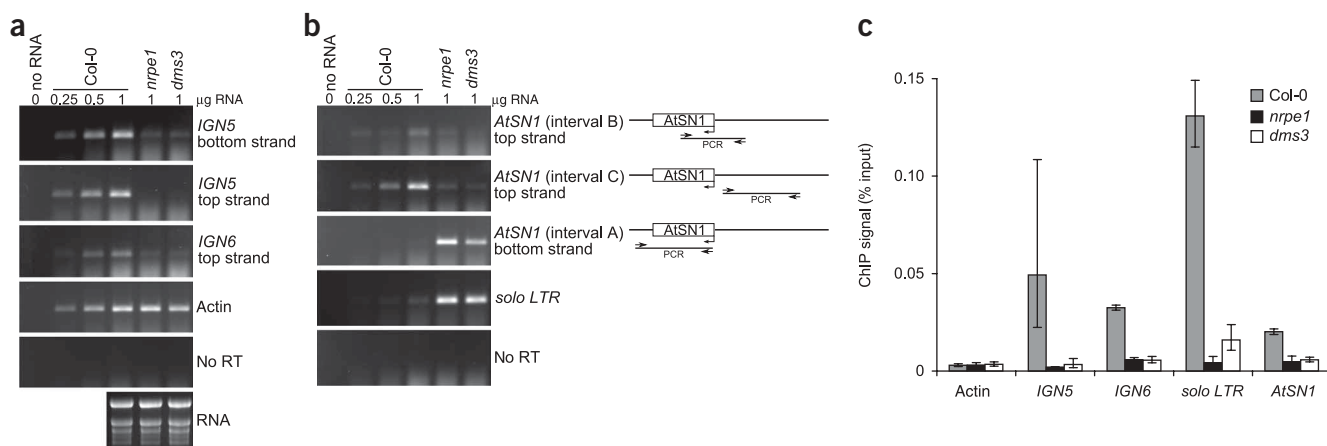 a
no RNA
Col-0
nrpe1
dms3
0 0.25 0.5 1 1 1 µg RNA
IGN5
bottom strand
IGN5
top strand
IGN6
top strand
Actin
No RT
RNA
b
no RNA
Col-0
nrpe1
dms3
0 0.25 0.5 1 1 1 µg RNA
AtSN1 (interval B)
top strand
AtSN1
PCR
AtSN1 (interval C)
top strand
AtSN1
PCR
AtSN1 (interval A)
bottom strand
AtSN1
PCR
solo LTR
No RT
c
ChIP signal (% input)
0.15
0.10
0.05
0
Col-0
nrpe1
dms3
Actin IGN5 IGN6 solo LTR AtSN1